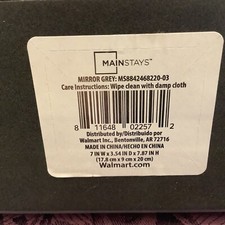 MAINSTAYS™
MIRROR GREY: MS8842468220-03
Care Instructions: Wipe clean with damp cloth
8 11648 02257 2
Distributed by/Distribuido por
Walmart Inc., Bentonville, AR 72716
MADE IN CHINA/HECHO EN CHINA
7 IN W x 3.54 IN D x 7.87 IN H
(17.8 cm x 9 cm x 20 cm)
Walmart.com